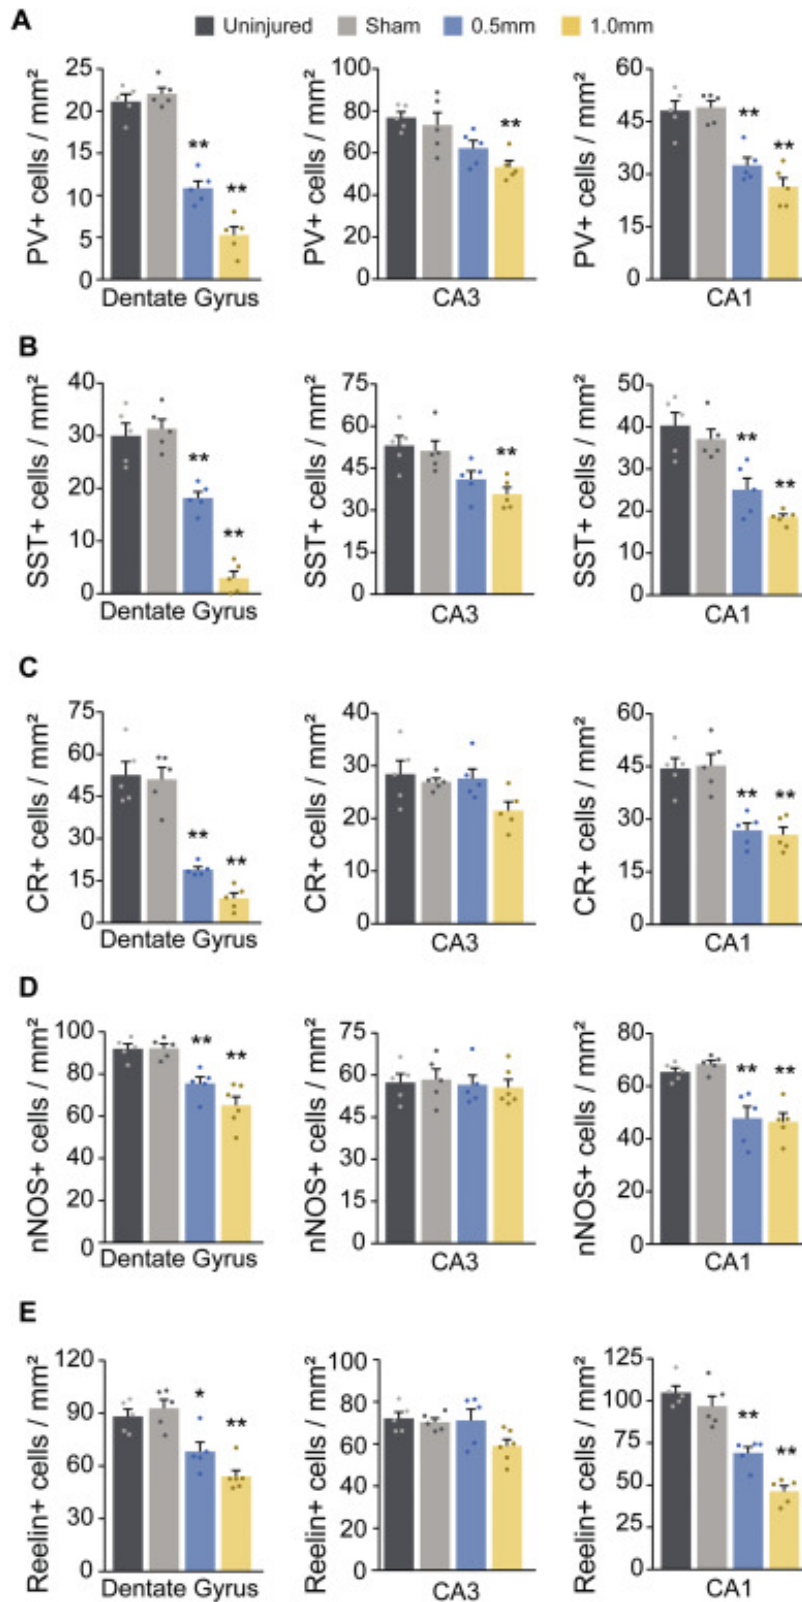 A
Uninjured Sham 0.5mm 1.0mm
PV+ cells / mm²
25
20
15
10
5
0
** **
Dentate Gyrus
PV+ cells / mm²
100
80
60
40
20
0
**
CA3
PV+ cells / mm²
60
45
30
15
0
** **
CA1
B
SST+ cells / mm²
40
30
20
10
0
** **
Dentate Gyrus
SST+ cells / mm²
75
60
45
30
15
0
**
CA3
SST+ cells / mm²
50
40
30
20
10
0
** **
CA1
C
CR+ cells / mm²
75
60
45
30
15
0
** **
Dentate Gyrus
CR+ cells / mm²
40
30
20
10
0
CA3
CR+ cells / mm²
60
45
30
15
0
** **
CA1
D
nNOS+ cells / mm²
100
80
60
40
20
0
** **
Dentate Gyrus
nNOS+ cells / mm²
75
60
45
30
15
0
CA3
nNOS+ cells / mm²
80
60
40
20
0
** **
CA1
E
Reelin+ cells / mm²
120
90
60
30
0
* **
Dentate Gyrus
Reelin+ cells / mm²
100
80
60
40
20
0
CA3
Reelin+ cells / mm²
125
100
75
50
25
0
** **
CA1